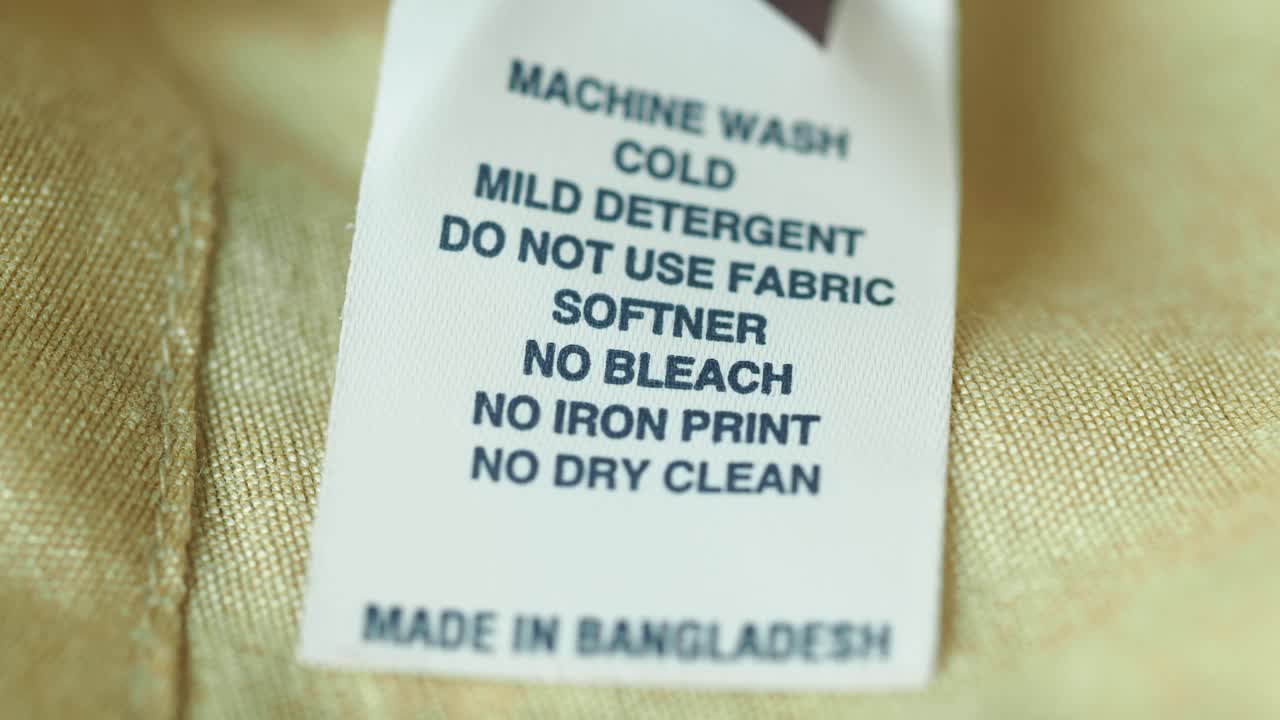 MACHINE WASH
COLD
MILD DETERGENT
DO NOT USE FABRIC
SOFTNER
NO BLEACH
NO IRON PRINT
NO DRY CLEAN
MADE IN BANGLADESH